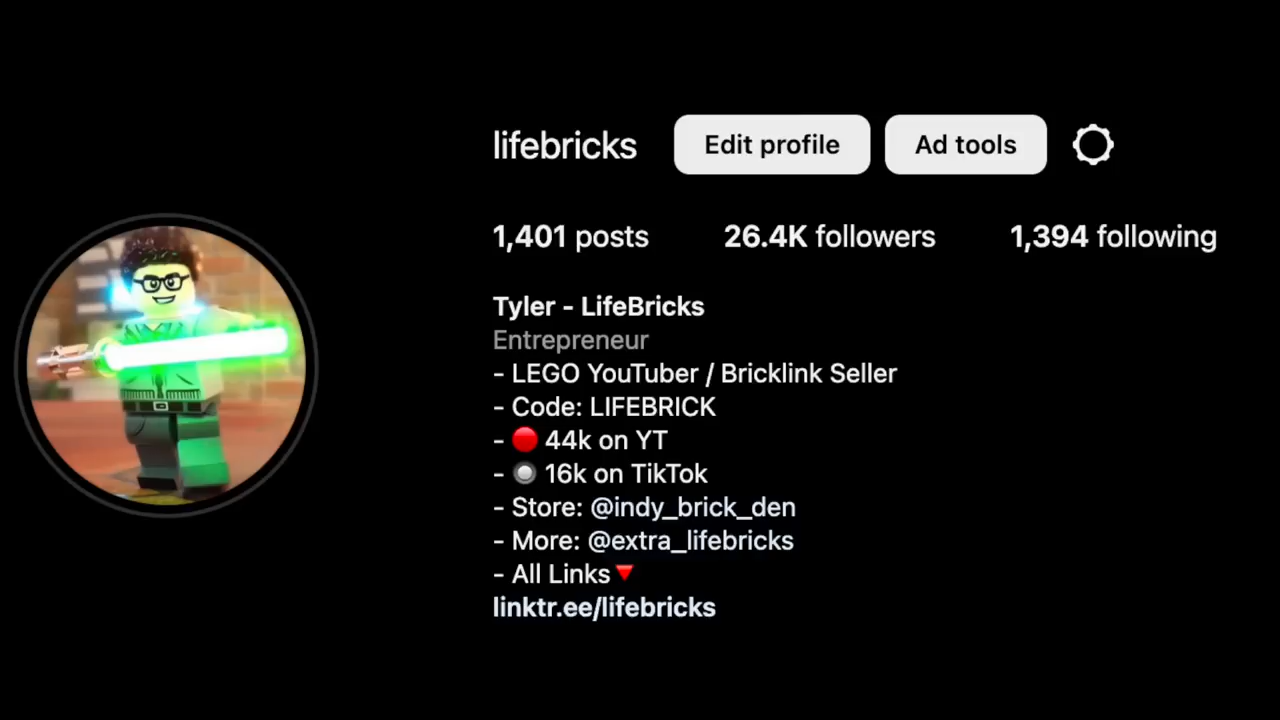 lifebricks Edit profile Ad tools
1,401 posts 26.4K followers 1,394 following
Tyler - LifeBricks
Entrepreneur
- LEGO YouTuber / Bricklink Seller
- Code: LIFEBRICK
- 🔴 44k on YT
- 🔘 16k on TikTok
- Store: @indy_brick_den
- More: @extra_lifebricks
- All Links🔻
linktr.ee/lifebricks